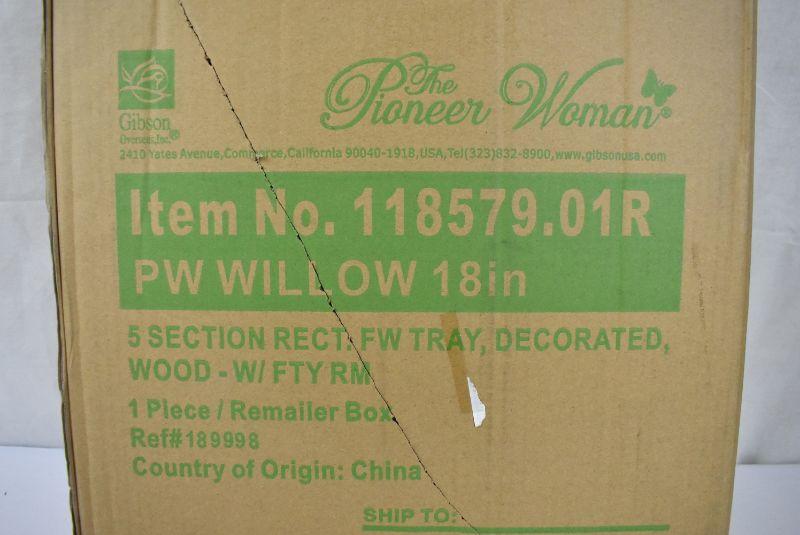 The
Pioneer Woman®
Gibson
Overseas,Inc.®
2410 Yates Avenue,Commerce,California 90040-1918,USA,Tel(323)832-8900,www.gibsonusa.com
Item No. 118579.01R
PW WILLOW 18in
5 SECTION RECT. FW TRAY, DECORATED,
WOOD - W/ FTY RM
1 Piece / Remailer Box
Ref#189998
Country of Origin: China
SHIP TO: